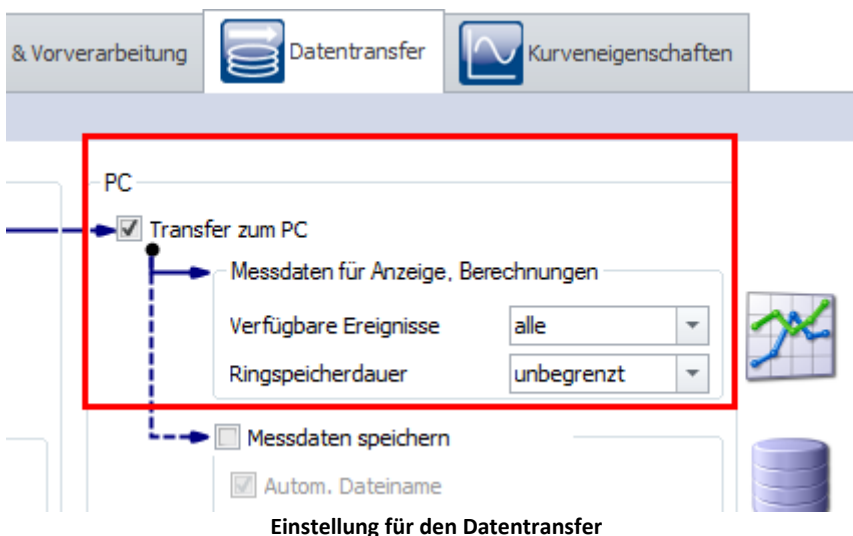 & Vorverarbeitung
Datentransfer
Kurveneigenschaften
PC
Transfer zum PC
Messdaten für Anzeige, Berechnungen
Verfügbare Ereignisse alle
Ringspeicherdauer unbegrenzt
Messdaten speichern
Autom. Dateiname
Einstellung für den Datentransfer